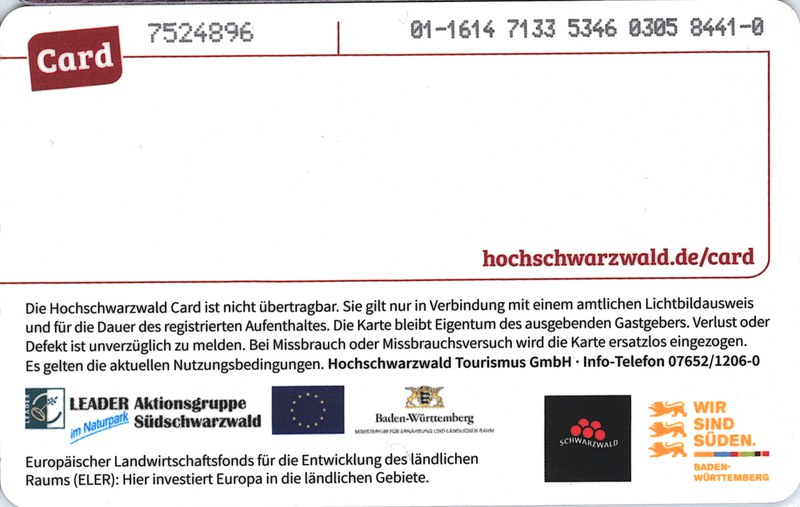 Card
7524896
01-1614 7133 5346 0305 8441-0
hochschwarzwald.de/card
Die Hochschwarzwald Card ist nicht übertragbar. Sie gilt nur in Verbindung mit einem amtlichen Lichtbildausweis
und für die Dauer des registrierten Aufenthaltes. Die Karte bleibt Eigentum des ausgebenden Gastgebers. Verlust oder
Defekt ist unverzüglich zu melden. Bei Missbrauch oder Missbrauchsversuch wird die Karte ersatzlos eingezogen.
Es gelten die aktuellen Nutzungsbedingungen. Hochschwarzwald Tourismus GmbH · Info-Telefon 07652/1206-0
LEADER
LEADER Aktionsgruppe
im Naturpark Südschwarzwald
Baden-Württemberg
MINISTERIUM FÜR ERNÄHRUNG UND LÄNDLICHEN RAUM
SCHWARZWALD
WIR
SIND
SÜDEN.
BADEN-
WÜRTTEMBERG
Europäischer Landwirtschaftsfonds für die Entwicklung des ländlichen
Raums (ELER): Hier investiert Europa in die ländlichen Gebiete.